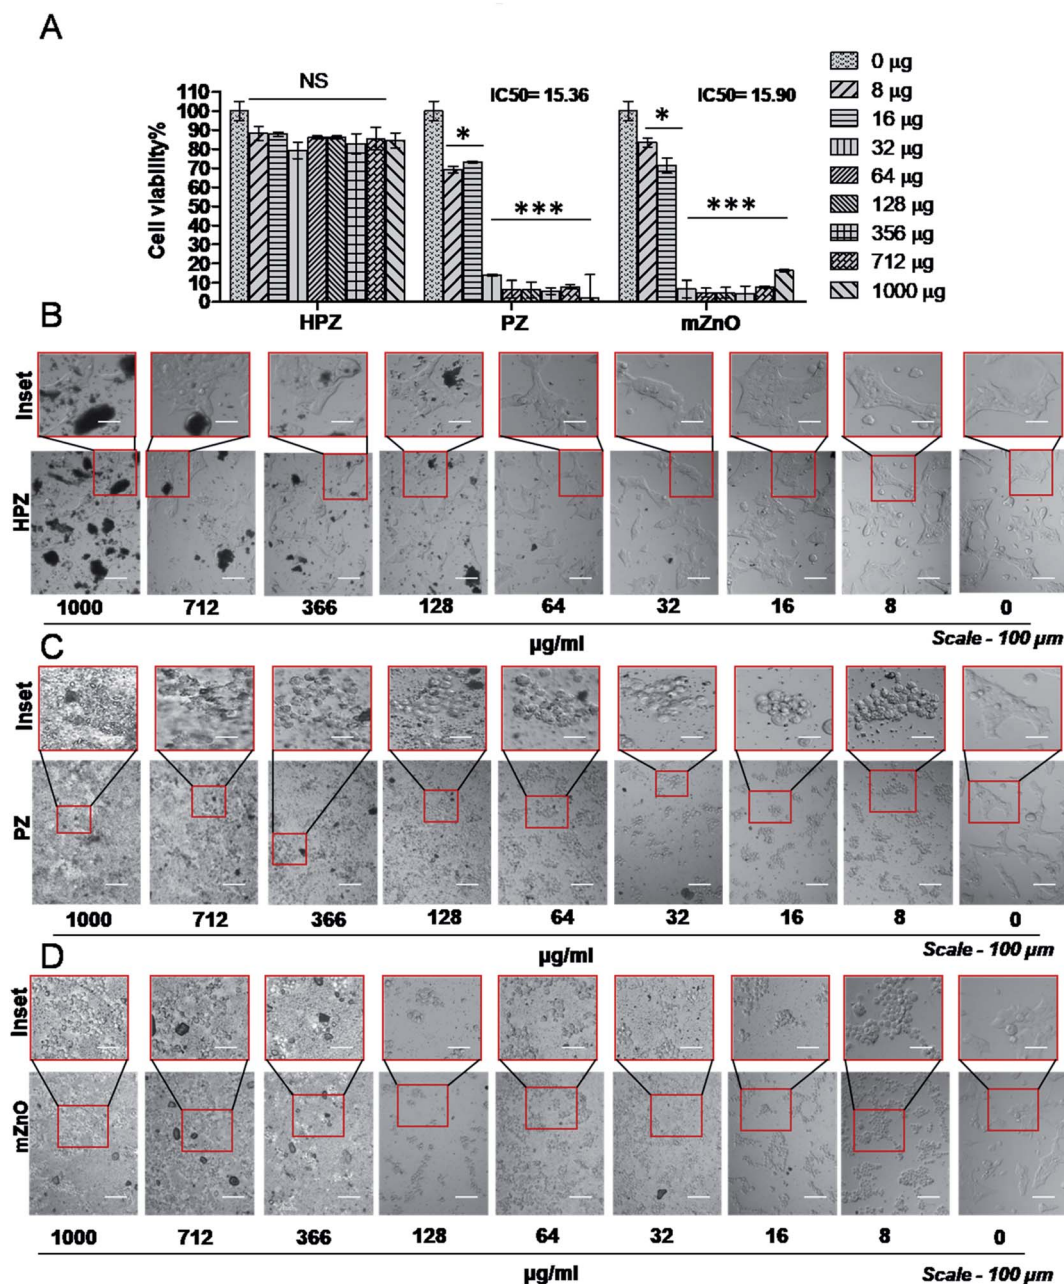 A
NS
IC50= 15.36
IC50= 15.90
*
*
***
***
Cell viability%
110
100
90
80
70
60
50
40
30
20
10
0
HPZ PZ mZnO
0 µg
8 µg
16 µg
32 µg
64 µg
128 µg
356 µg
712 µg
1000 µg
B
Inset
HPZ
1000 712 366 128 64 32 16 8 0
µg/ml
Scale - 100 µm
C
Inset
PZ
1000 712 366 128 64 32 16 8 0
µg/ml
Scale - 100 µm
D
Inset
mZnO
1000 712 366 128 64 32 16 8 0
µg/ml
Scale - 100 µm